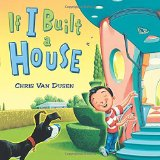 If I Built
a
HOUSE
CHRIS VAN DUSEN